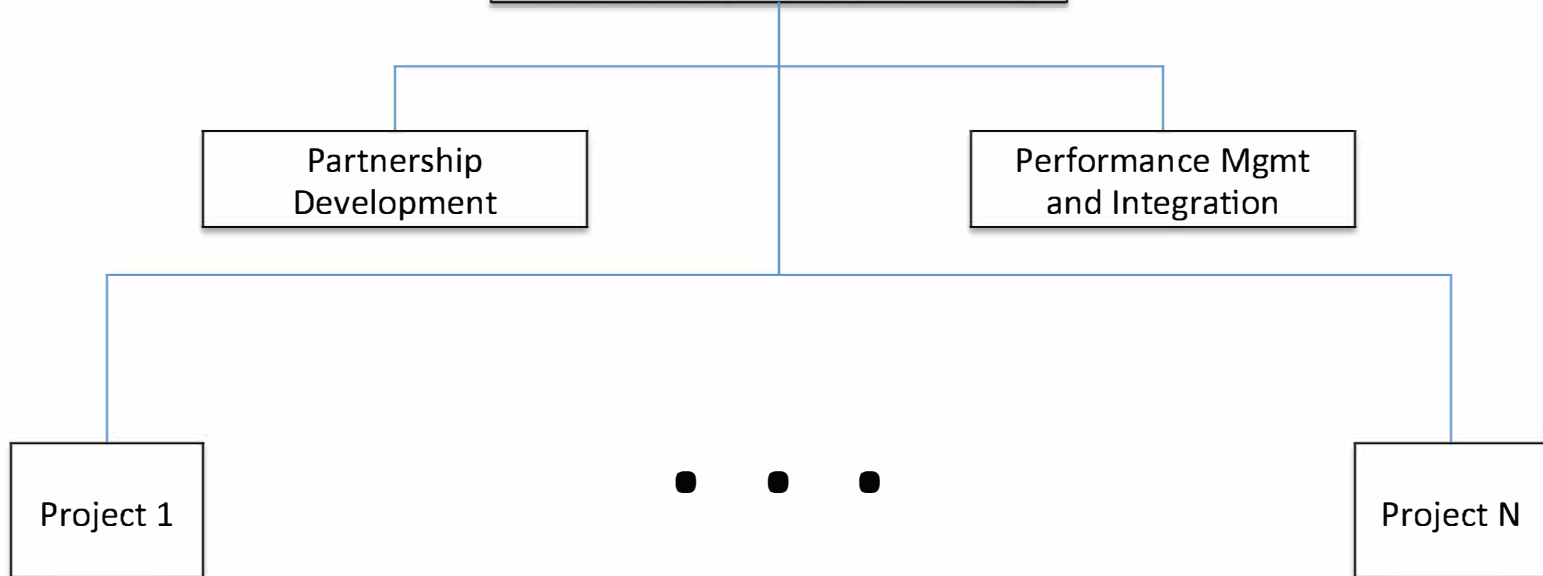 Partnership
Development
Performance Mgmt
and Integration
Project 1
Project N